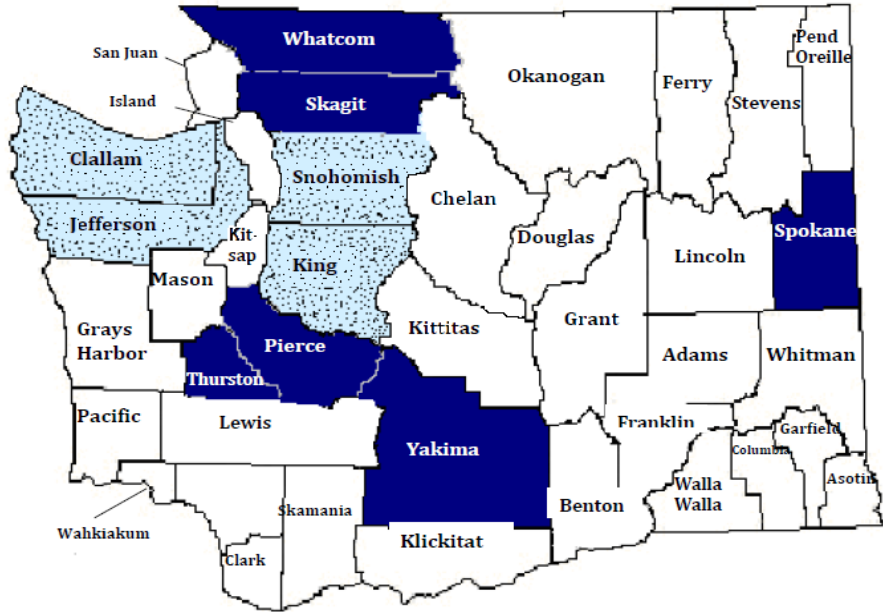 Whatcom
San Juan
Pend
Oreille
Okanogan
Ferry
Stevens
Skagit
Island
Clallam
Snohomish
Chelan
Jefferson
Kit-
sap
Douglas
Spokane
King
Lincoln
Mason
Grays
Harbor
Kittitas
Grant
Pierce
Adams
Whitman
Thurston
Pacific
Lewis
Franklin
Garfield
Yakima
Columbia
Walla
Walla
Asotin
Benton
Skamania
Wahkiakum
Klickitat
Clark